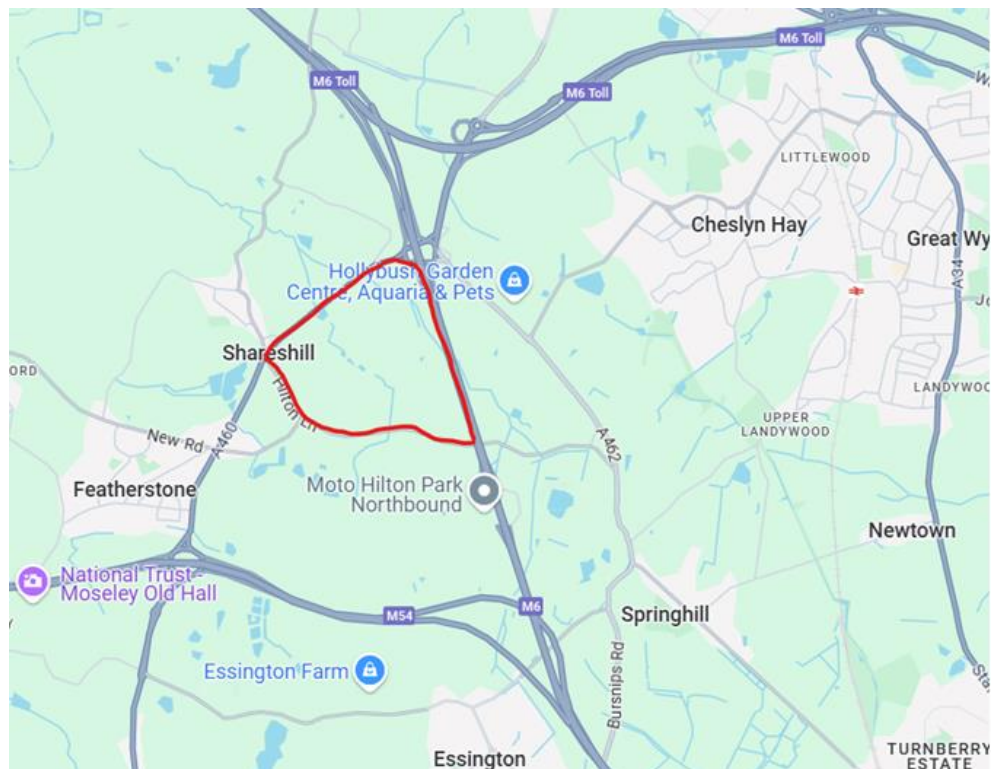 M6 Toll
M6 Toll
M6 Toll
LITTLEWOOD
Cheslyn Hay
Great Wy
A34
Hollybush Garden
Centre, Aquaria & Pets
Shareshill
ORD
Hilton Ln
LANDYWOO
UPPER
LANDYWOOD
New Rd
A460
A462
Featherstone
Moto Hilton Park
Northbound
Newtown
National Trust -
Moseley Old Hall
M54
M6
Springhill
Essington Farm
Bursnips Rd
Essington
TURNBERRY
ESTATE